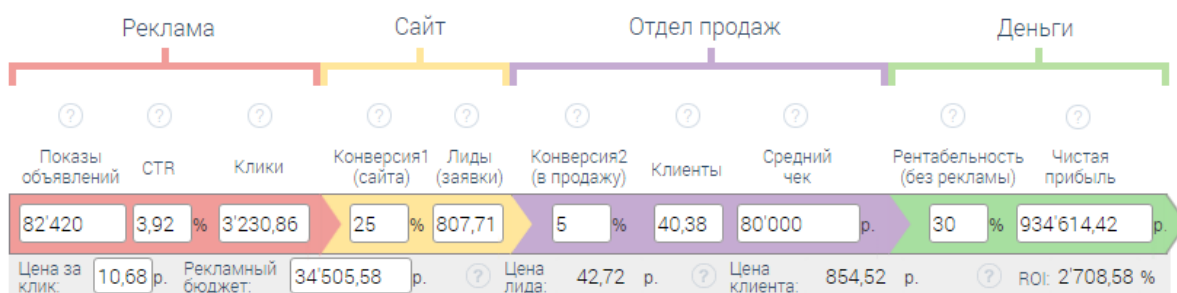 Реклама Сайт Отдел продаж Деньги
? ? ? ? ? ? ? ? ? ?
Показы объявлений CTR Клики Конверсия1 (сайта) Лиды (заявки) Конверсия2 (в продажу) Клиенты Средний чек Рентабельность (без рекламы) Чистая прибыль
82'420 3,92 % 3'230,86 25 % 807,71 5 % 40,38 80'000 р. 30 % 934'614,42 р.
Цена за клик: 10,68 р. Рекламный бюджет: 34'505,58 р. ? Цена лида: 42,72 р. ? Цена клиента: 854,52 р. ? ROI: 2'708,58 %